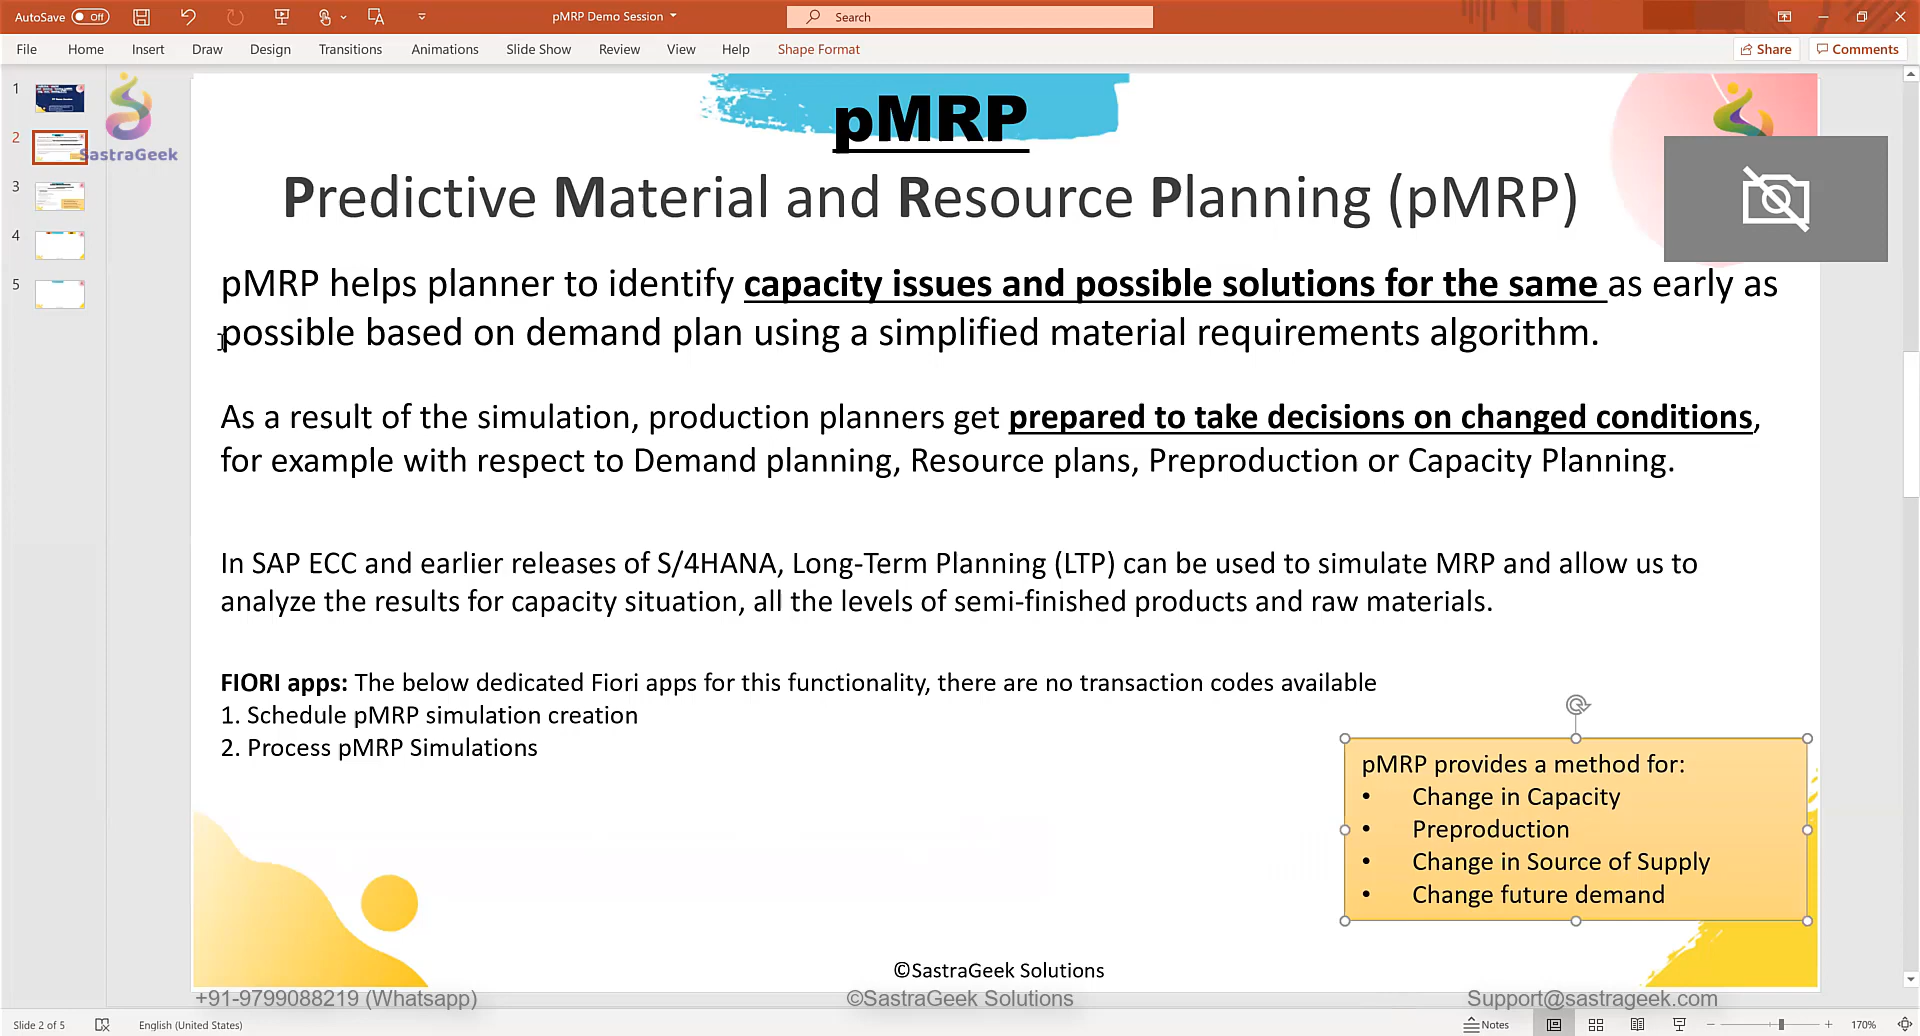 AutoSave Off
pMRP Demo Session
Search
File Home Insert Draw Design Transitions Animations Slide Show Review View Help Shape Format
Share Comments
1
2
3
4
5
SastraGeek
pMRP
Predictive Material and Resource Planning (pMRP)
pMRP helps planner to identify capacity issues and possible solutions for the same as early as
possible based on demand plan using a simplified material requirements algorithm.
As a result of the simulation, production planners get prepared to take decisions on changed conditions,
for example with respect to Demand planning, Resource plans, Preproduction or Capacity Planning.
In SAP ECC and earlier releases of S/4HANA, Long-Term Planning (LTP) can be used to simulate MRP and allow us to
analyze the results for capacity situation, all the levels of semi-finished products and raw materials.
FIORI apps: The below dedicated Fiori apps for this functionality, there are no transaction codes available
1. Schedule pMRP simulation creation
2. Process pMRP Simulations
pMRP provides a method for:
• Change in Capacity
• Preproduction
• Change in Source of Supply
• Change future demand
©SastraGeek Solutions
+91-9799088219 (Whatsapp)
©SastraGeek Solutions
Support@sastrageek.com
Slide 2 of 5
English (United States)
Notes
170%